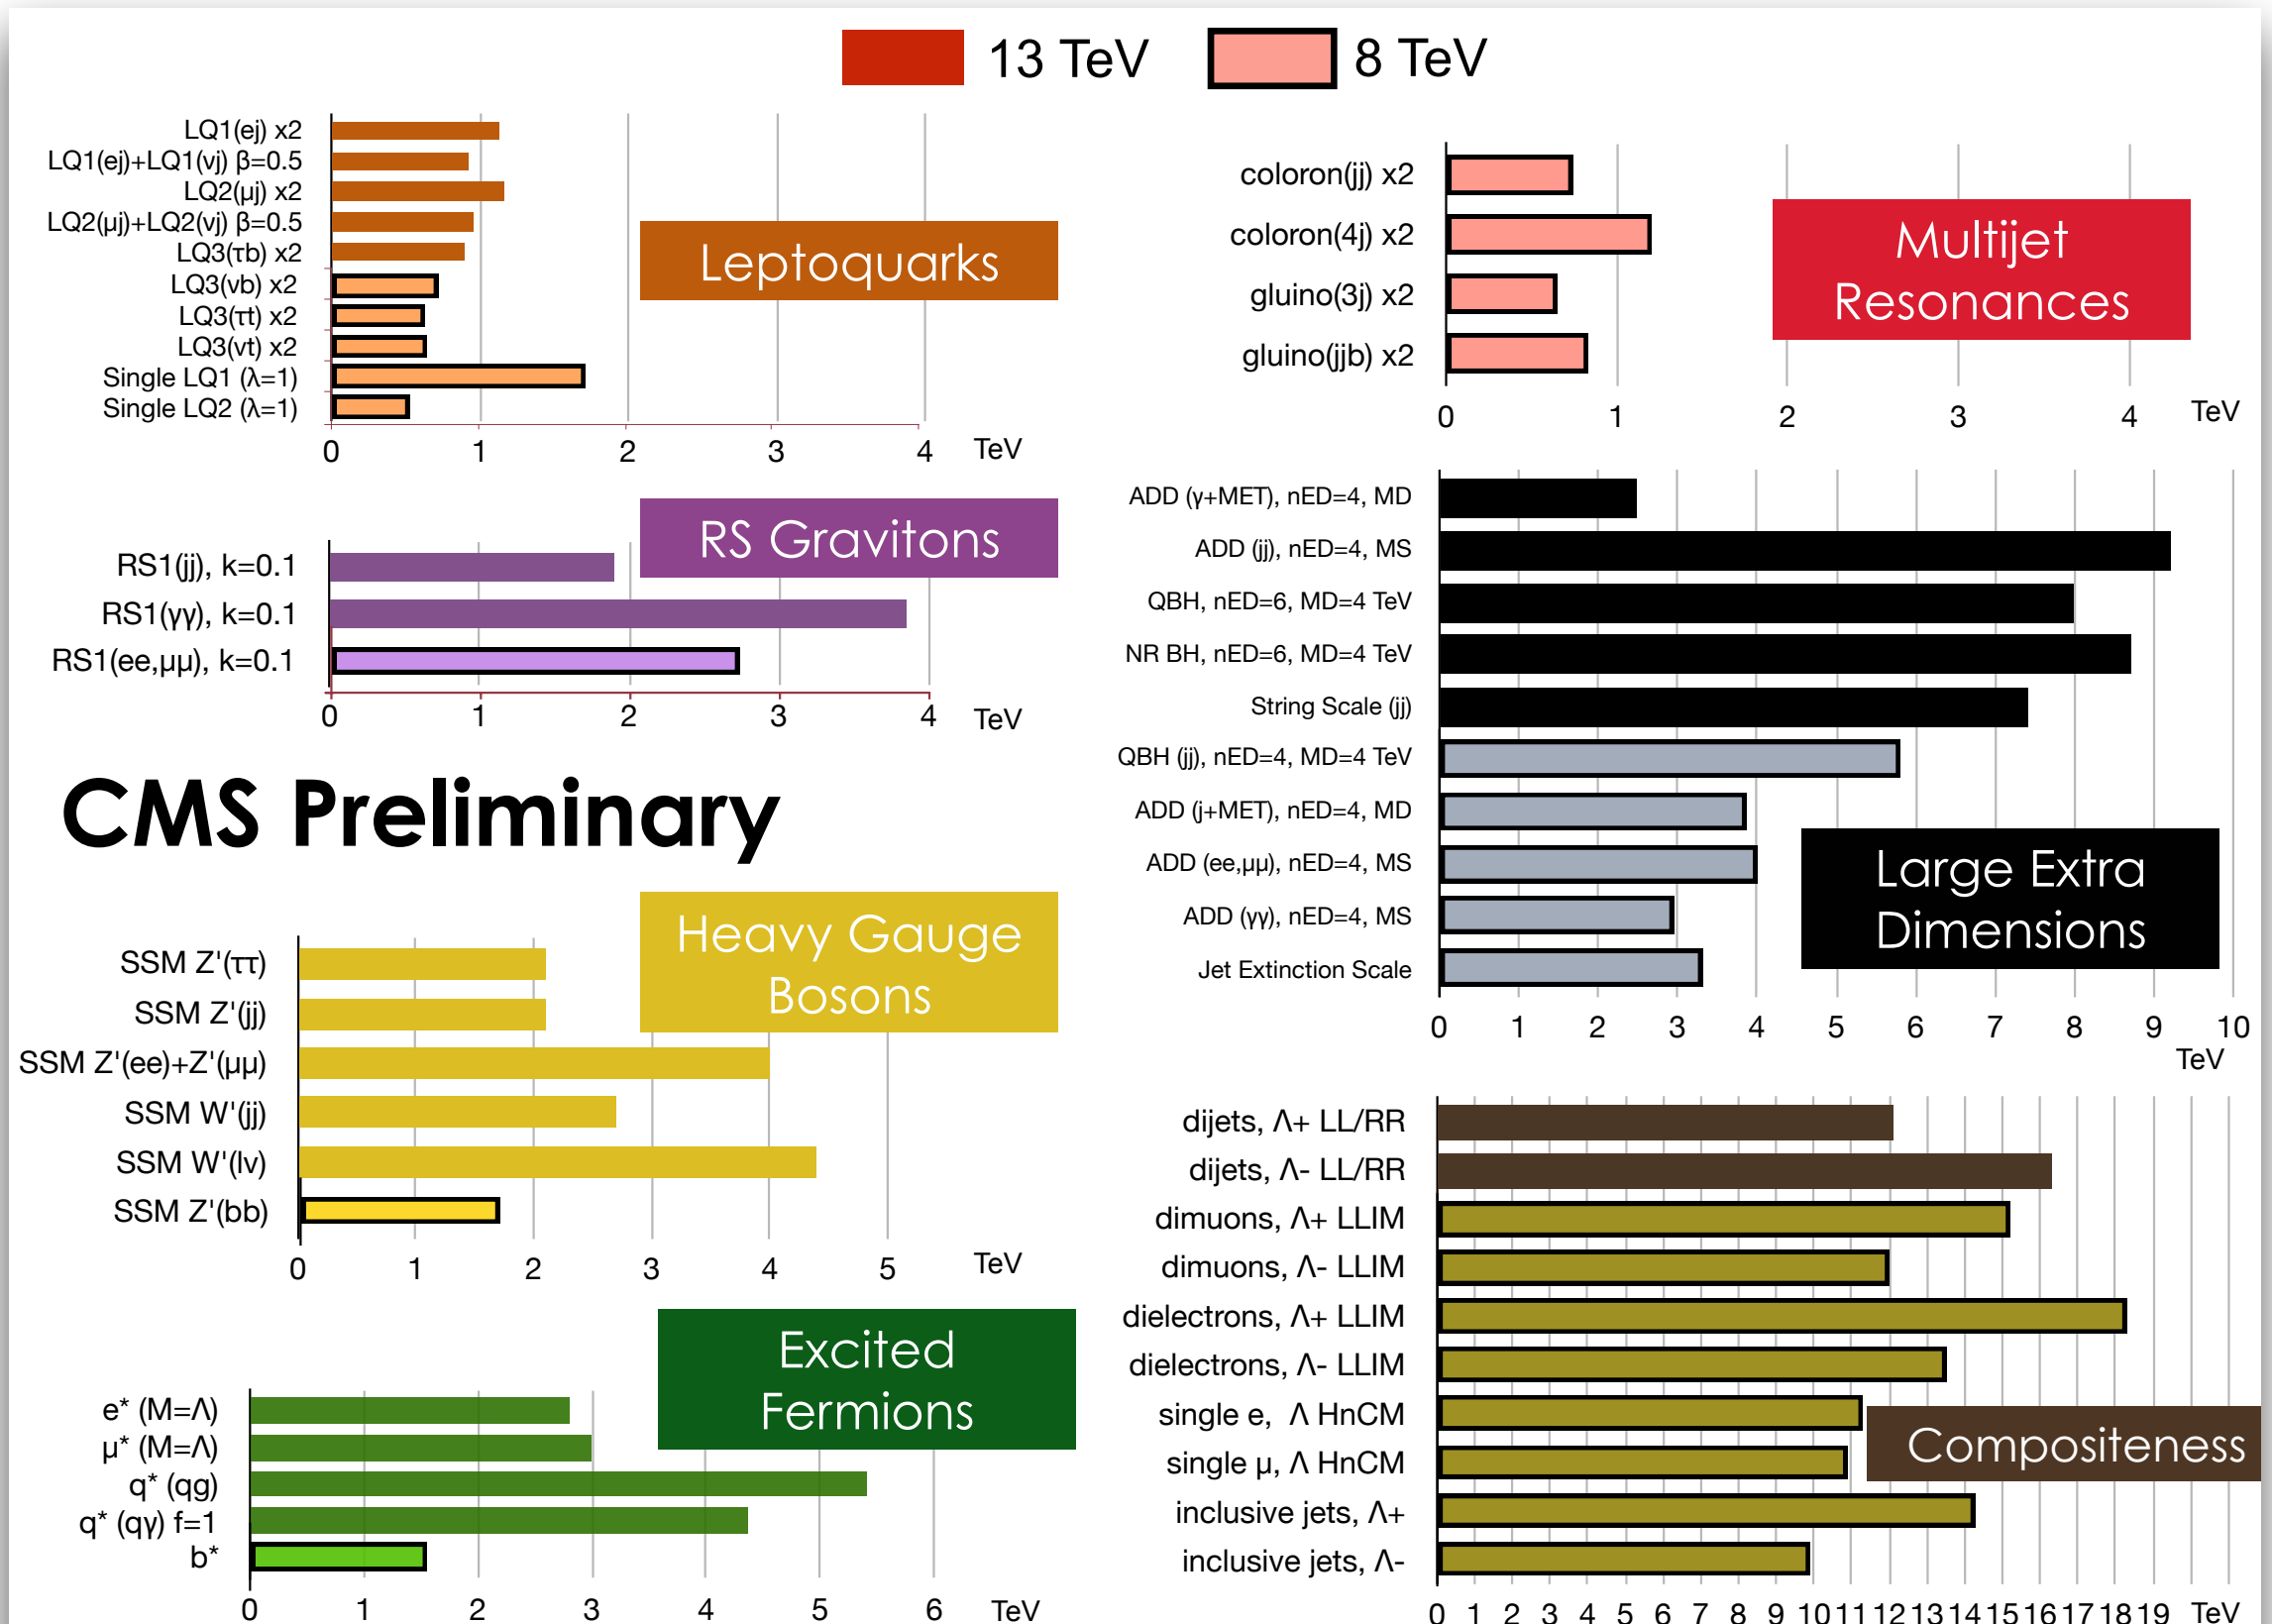 13 TeV 8 TeV
LQ1(ej) x2
LQ1(ej)+LQ1(νj) β=0.5
LQ2(μj) x2
LQ2(μj)+LQ2(νj) β=0.5
LQ3(τb) x2
LQ3(νb) x2
LQ3(τt) x2
LQ3(νt) x2
Single LQ1 (λ=1)
Single LQ2 (λ=1)
0 1 2 3 4 TeV
Leptoquarks
coloron(jj) x2
coloron(4j) x2
gluino(3j) x2
gluino(jjb) x2
0 1 2 3 4 TeV
Multijet
Resonances
RS Gravitons
RS1(jj), k=0.1
RS1(γγ), k=0.1
RS1(ee,μμ), k=0.1
0 1 2 3 4 TeV
ADD (γ+MET), nED=4, MD
ADD (jj), nED=4, MS
QBH, nED=6, MD=4 TeV
NR BH, nED=6, MD=4 TeV
String Scale (jj)
QBH (jj), nED=4, MD=4 TeV
ADD (j+MET), nED=4, MD
ADD (ee,μμ), nED=4, MS
ADD (γγ), nED=4, MS
Jet Extinction Scale
0 1 2 3 4 5 6 7 8 9 10
TeV
Large Extra
Dimensions
CMS Preliminary
Heavy Gauge
Bosons
SSM Z'(ττ)
SSM Z'(jj)
SSM Z'(ee)+Z'(μμ)
SSM W'(jj)
SSM W'(lν)
SSM Z'(bb)
0 1 2 3 4 5 TeV
dijets, Λ+ LL/RR
dijets, Λ- LL/RR
dimuons, Λ+ LLIM
dimuons, Λ- LLIM
dielectrons, Λ+ LLIM
dielectrons, Λ- LLIM
single e, Λ HnCM
single μ, Λ HnCM
inclusive jets, Λ+
inclusive jets, Λ-
0 1 2 3 4 5 6 7 8 9 10 11 12 13 14 15 16 17 18 19 TeV
Compositeness
Excited
Fermions
e* (M=Λ)
μ* (M=Λ)
q* (qg)
q* (qγ) f=1
b*
0 1 2 3 4 5 6 TeV